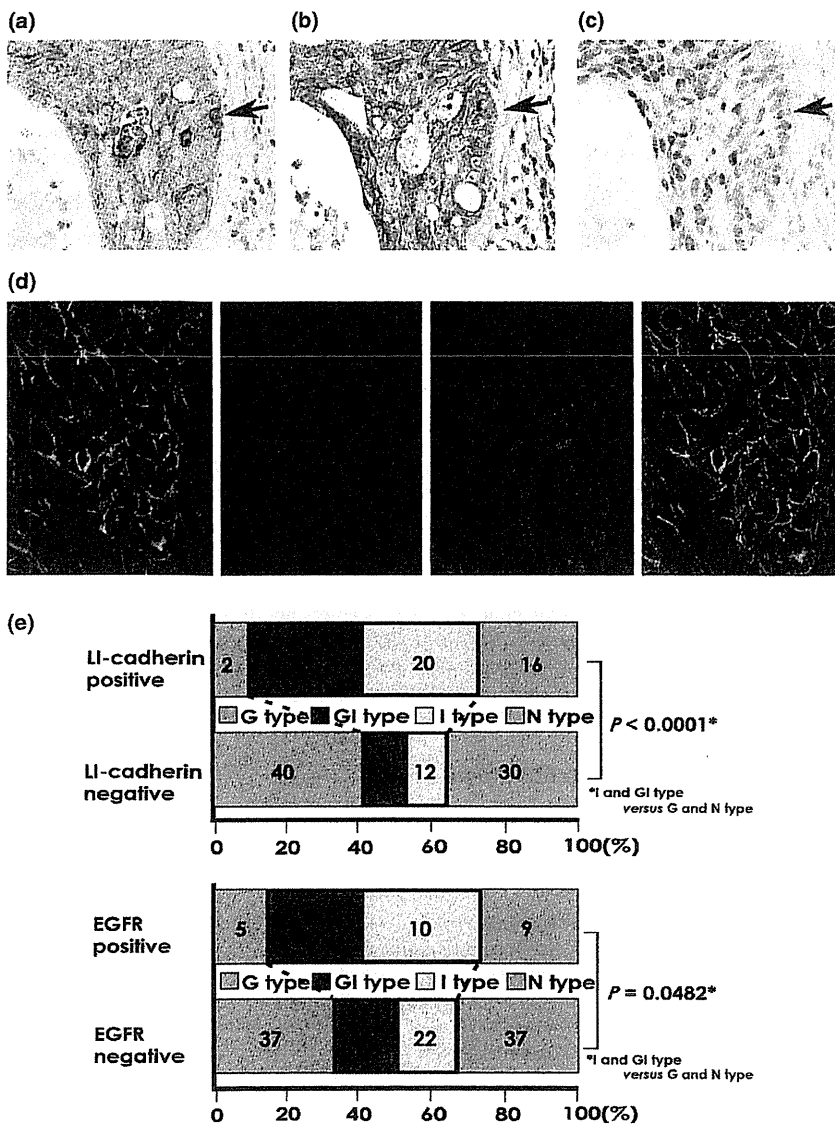 (a)
(b)
(c)
(d)
(e)
LI-cadherin positive
2
20
16
G type GI type I type N type
P < 0.0001*
LI-cadherin negative
40
12
30
*I and GI type
versus G and N type
0 20 40 60 80 100(%)
EGFR positive
5
10
9
G type GI type I type N type
P = 0.0482*
EGFR negative
37
22
37
*I and GI type
versus G and N type
0 20 40 60 80 100(%)